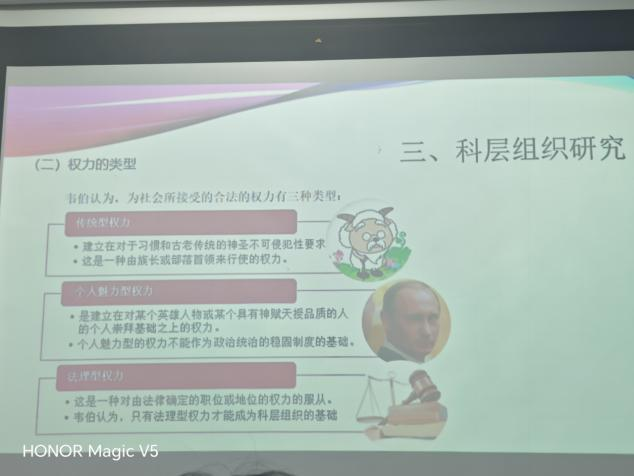 三、科层组织研究
（二）权力的类型
韦伯认为，为社会所接受的合法的权力有三种类型：
传统型权力
• 建立在对于习惯和古老传统的神圣不可侵犯性要求
• 这是一种由族长或部落首领来行使的权力。
个人魅力型权力
• 是建立在对某个英雄人物或某个具有神赋天授品质的人
的个人崇拜基础之上的权力。
• 个人魅力型的权力不能作为政治统治的稳固制度的基础。
法理型权力
• 这是一种对由法律确定的职位或地位的权力的服从。
• 韦伯认为，只有法理型权力才能成为科层组织的基础
HONOR Magic V5